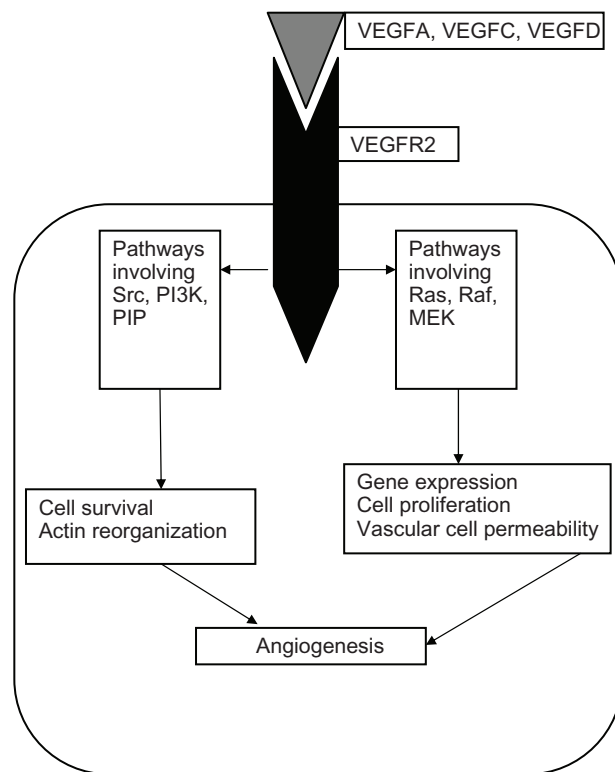 VEGFA, VEGFC, VEGFD
VEGFR2
Pathways
involving
Src, PI3K,
PIP
Pathways
involving
Ras, Raf,
MEK
Cell survival
Actin reorganization
Gene expression
Cell proliferation
Vascular cell permeability
Angiogenesis